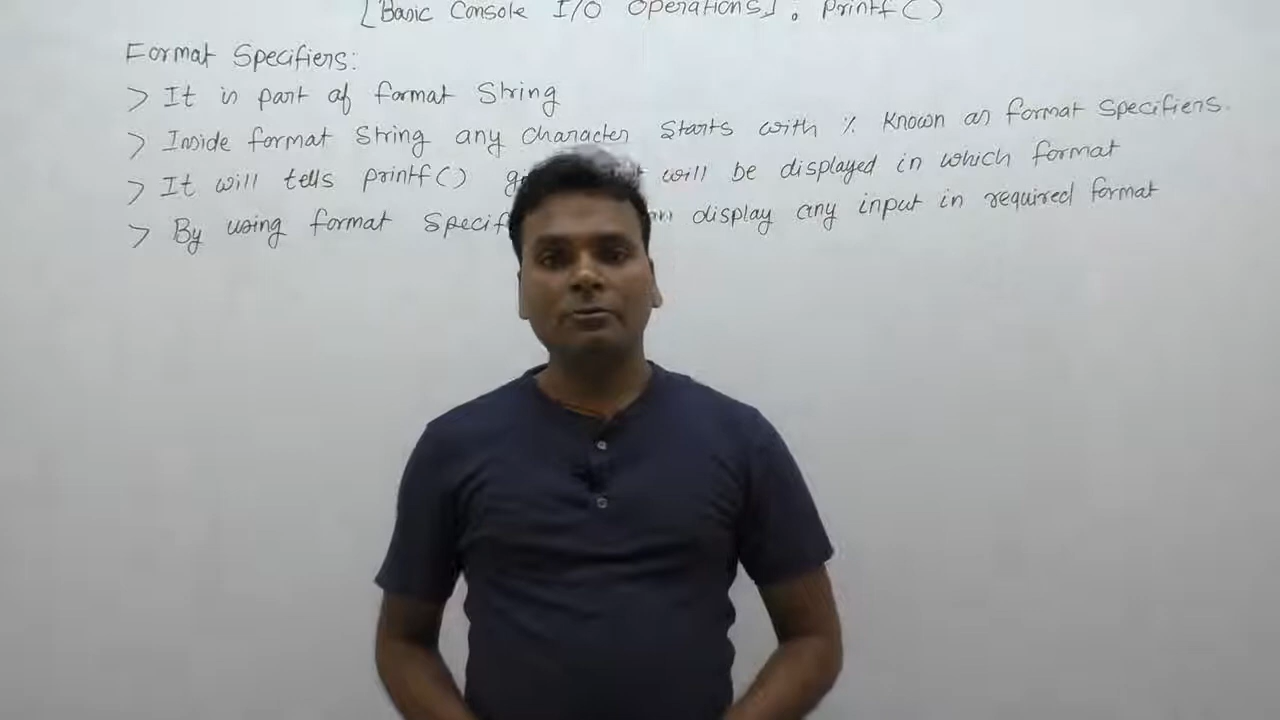 [Basic Console I/O Operations]. Printf()
Format Specifiers:
> It is part of format String
> Inside format String any character starts with % Known as format specifiers.
> It will tells printf() will be displayed in which format
> By using format display any input in required format